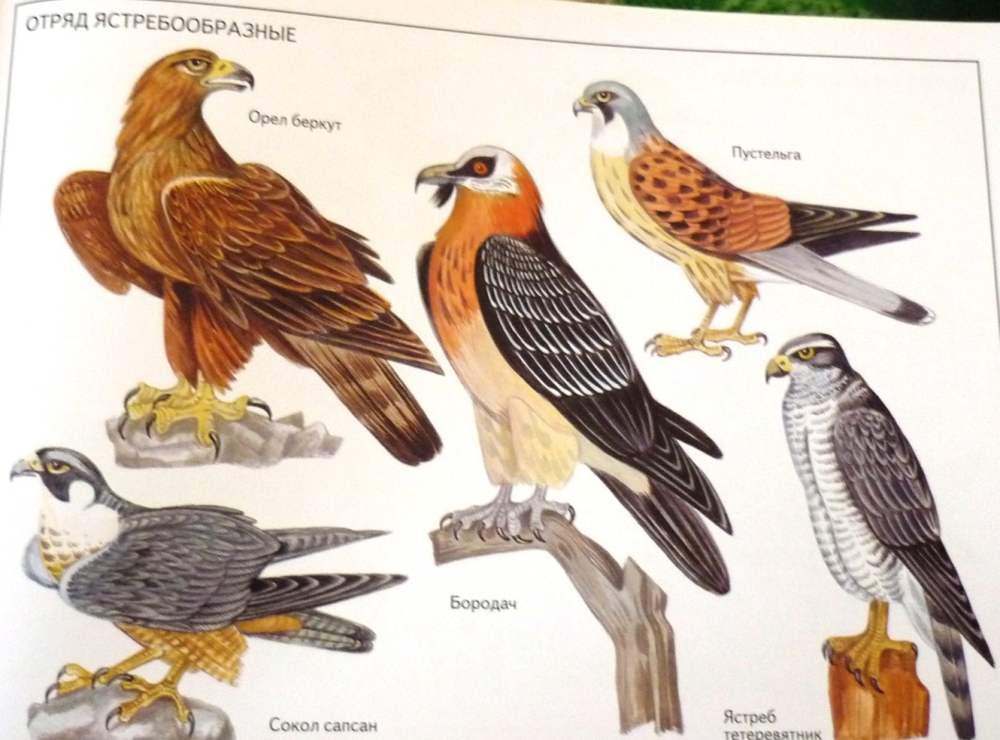 ОТРЯД ЯСТРЕБООБРАЗНЫЕ
Орел беркут
Пустельга
Бородач
Сокол сапсан
Ястреб
тетеревятник